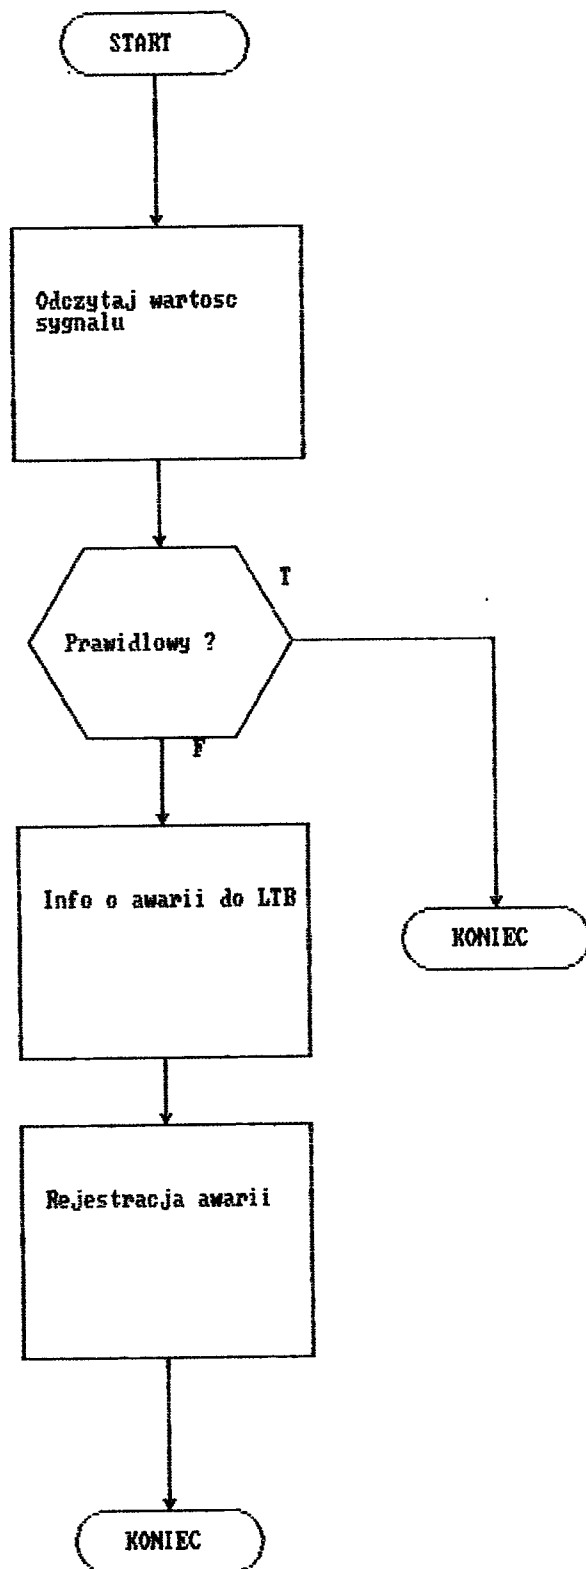 START
Odczytaj wartosc
sygnalu
T
Prawidlowy ?
F
Info o awarii do LTB
KONIEC
Rejestracja awarii
KONIEC